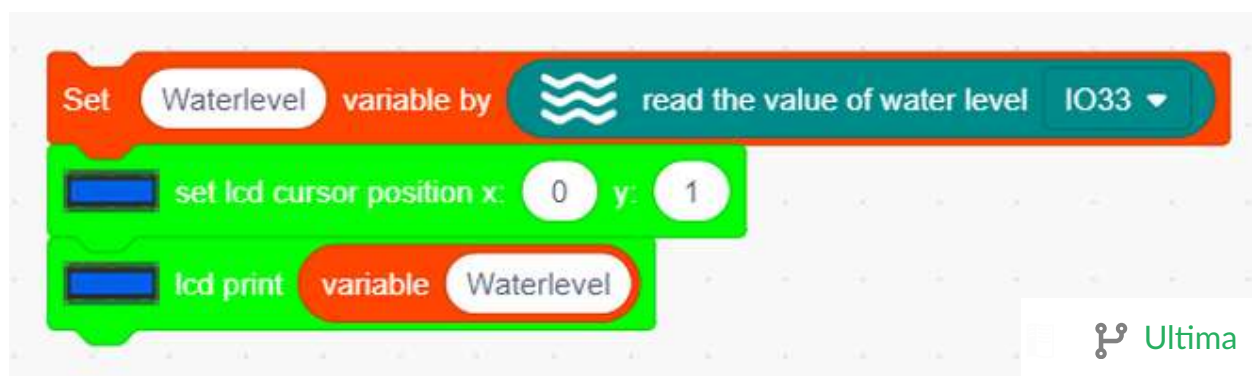 Set Waterlevel variable by read the value of water level IO33
set lcd cursor position x: 0 y: 1
lcd print variable Waterlevel
Ultima